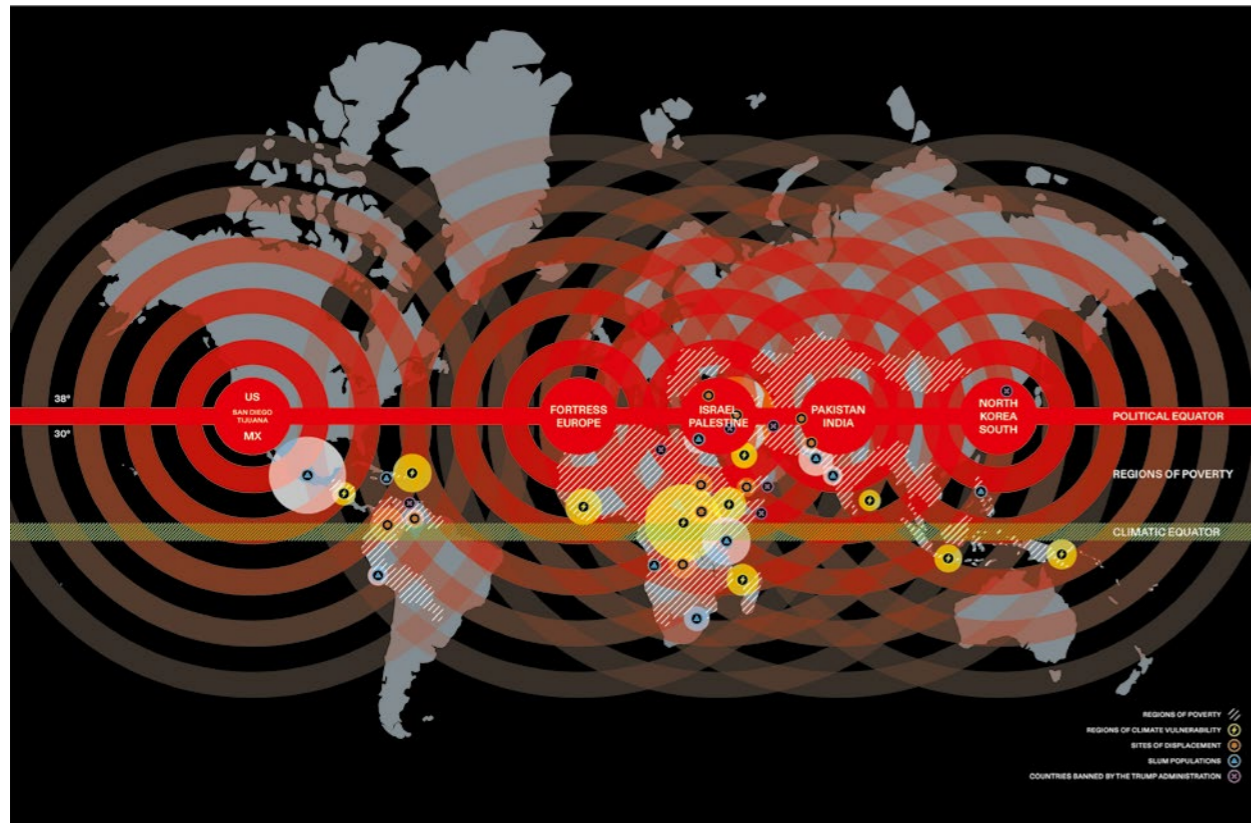 38°
30°
US
SAN DIEGO
TIJUANA
MX
FORTRESS
EUROPE
ISRAEL
PALESTINE
PAKISTAN
INDIA
NORTH
KOREA
SOUTH
POLITICAL EQUATOR
REGIONS OF POVERTY
CLIMATIC EQUATOR
REGIONS OF POVERTY
REGIONS OF CLIMATE VULNERABILITY
SITES OF DISPLACEMENT
SLUM POPULATIONS
COUNTRIES BANNED BY THE TRUMP ADMINISTRATION